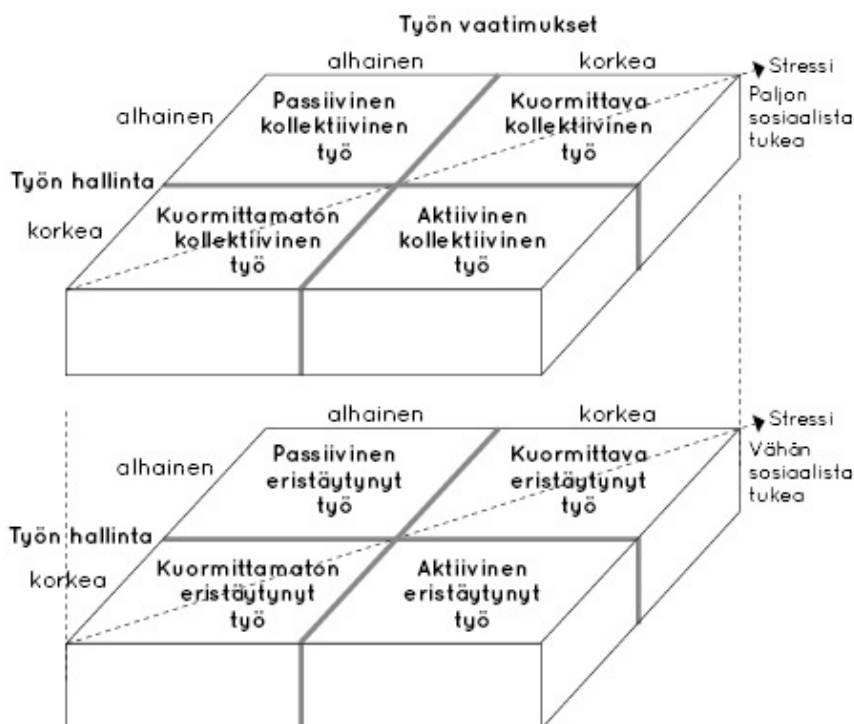 Työn vaatimukset
alhainen
korkea
Stressi
Paljon
sosiaalista
tukea
alhainen
Passiivinen
kollektiivinen
työ
Kuormittava
kollektiivinen
työ
Työn hallinta
korkea
Kuormittamatón
kollektiivinen
työ
Aktiivinen
kollektiivinen
työ
alhainen
korkea
Stressi
Vähän
sosiaalista
tukea
alhainen
Passiivinen
eristäytynyt
työ
Kuormittava
eristäytynyt
työ
Työn hallinta
korkea
Kuormittamatón
eristäytynyt
työ
Aktiivinen
eristäytynyt
työ